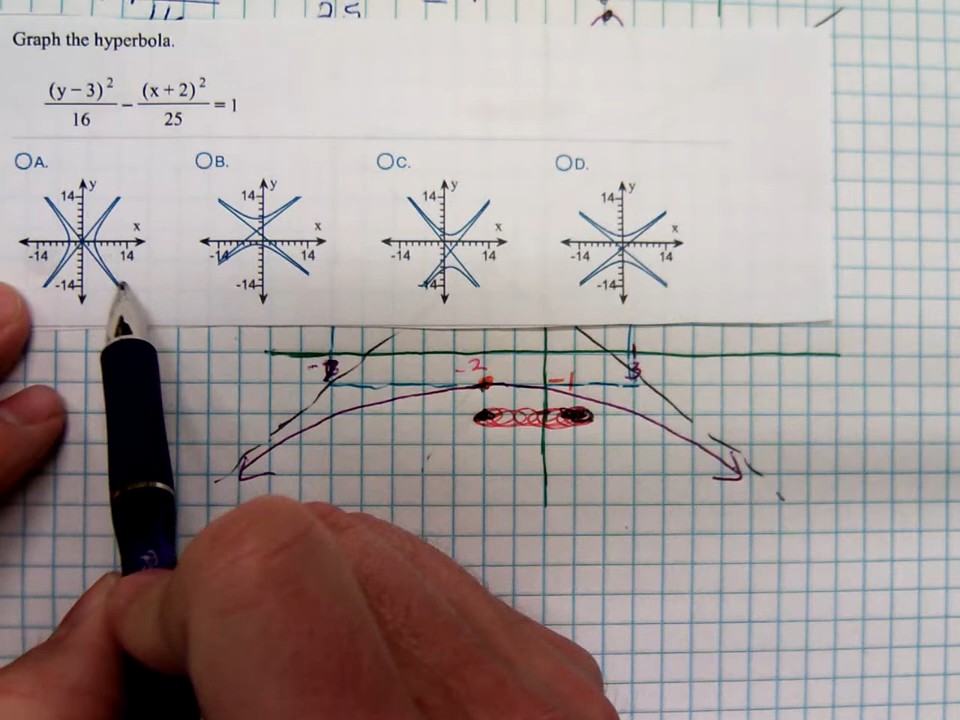 Graph the hyperbola.
(y − 3)² / 16 − (x + 2)² / 25 = 1
A. B. C. D.
14 y 14 y 14 y 14 y
x x x x
-14 14 -14 14 -14 14 -14 14
-14 -14 -14 -14
-2
3
-1